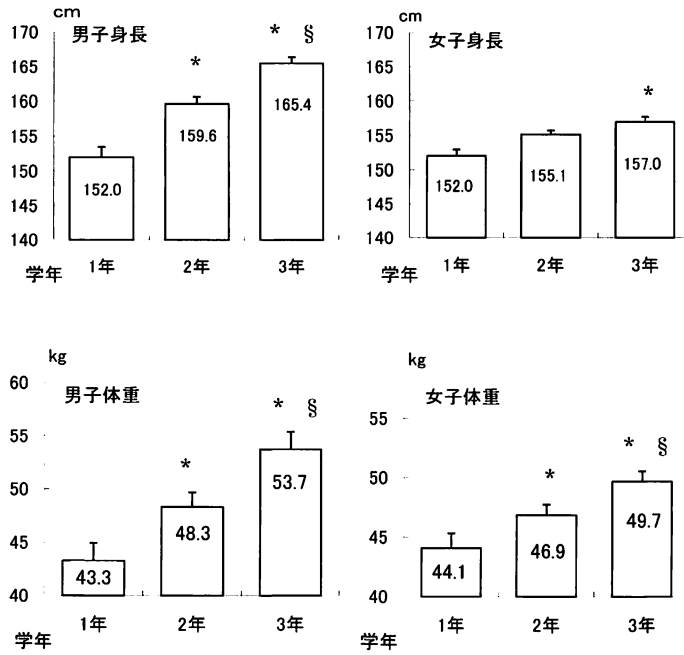 cm
男子身長
170
165
160
155
150
145
140
*
* §
152.0
159.6
165.4
学年
1年 2年 3年
cm
女子身長
170
165
160
155
150
145
140
*
152.0
155.1
157.0
1年 2年 3年
kg
男子体重
60
55
50
45
40
*
* §
43.3
48.3
53.7
学年
1年 2年 3年
kg
女子体重
55
50
45
40
*
* §
44.1
46.9
49.7
学年
1年 2年 3年